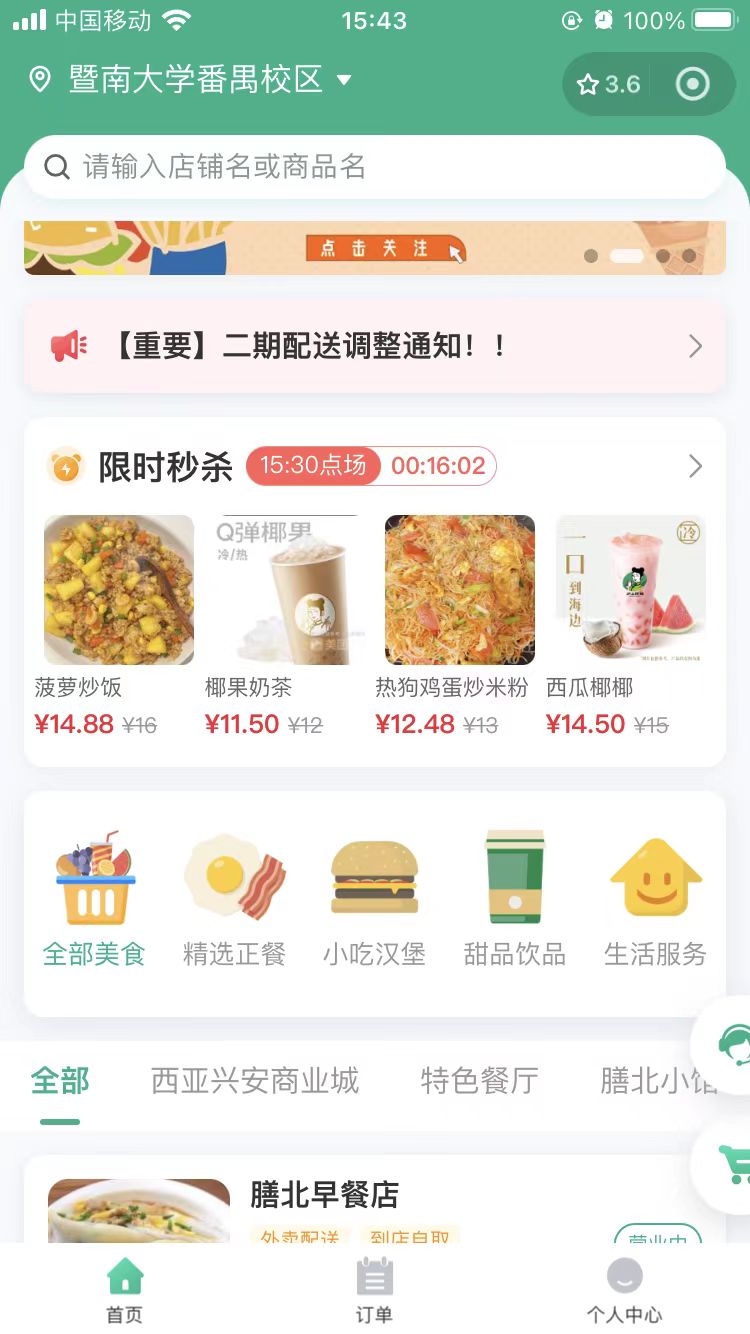 中国移动 15:43 100%
暨南大学番禺校区
3.6
请输入店铺名或商品名
点击关注
【重要】二期配送调整通知！！
限时秒杀 15:30点场 00:16:02
Q弹椰果
冷/热
美团
一口到海边
冷
菠萝炒饭 椰果奶茶 热狗鸡蛋炒米粉 西瓜椰椰
¥14.88 ¥16 ¥11.50 ¥12 ¥12.48 ¥13 ¥14.50 ¥15
全部美食 精选正餐 小吃汉堡 甜品饮品 生活服务
全部 西亚兴安商业城 特色餐厅 膳北小馆
膳北早餐店
外卖配送 到店自取 营业中
首页 订单 个人中心